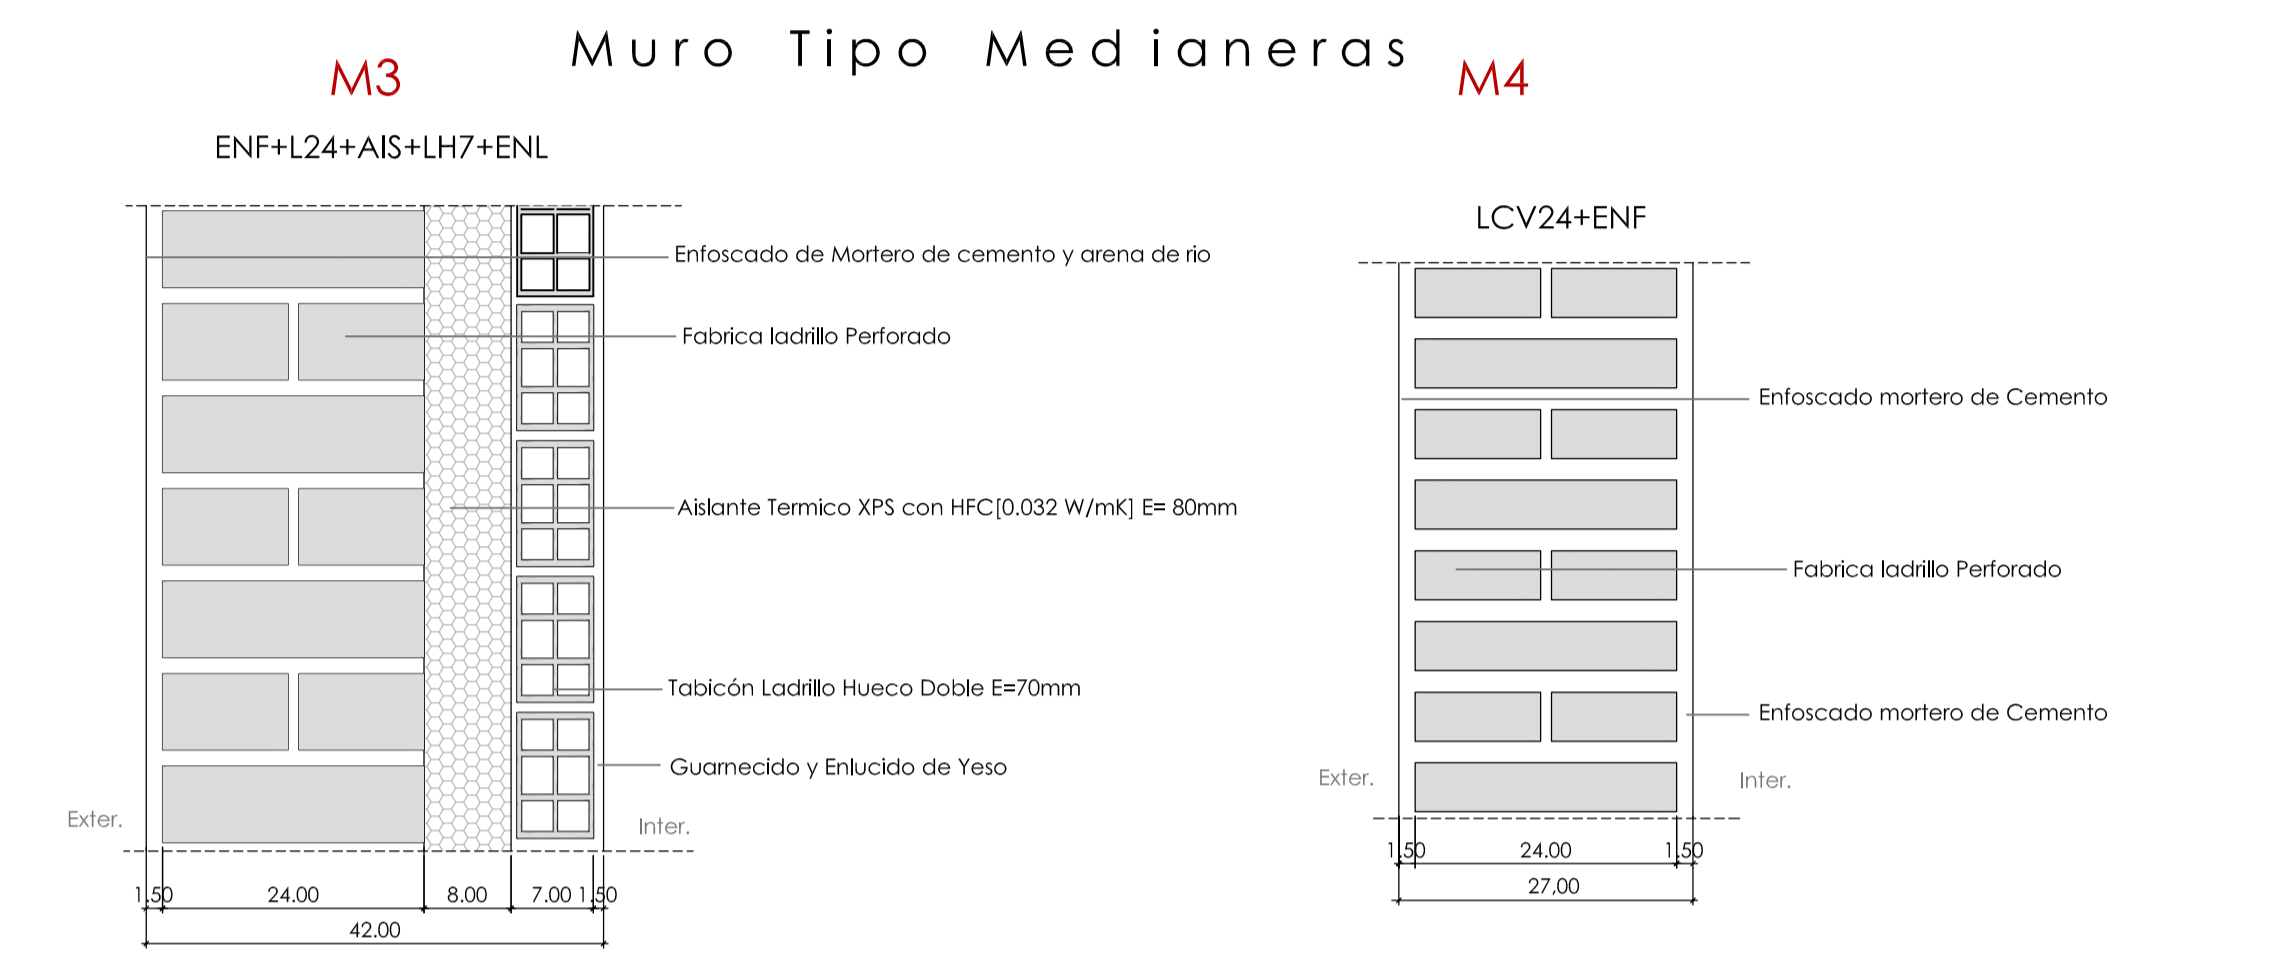 Muro Tipo Medianeras
M3
ENF+L24+AIS+LH7+ENL
Enfoscado de Mortero de cemento y arena de rio
Fabrica ladrillo Perforado
Aislante Termico XPS con HFC[0.032 W/mK] E= 80mm
Tabicón Ladrillo Hueco Doble E=70mm
Guarnecido y Enlucido de Yeso
Exter.
Inter.
1.50 24.00 8.00 7.00 1.50
42.00
M4
LCV24+ENF
Enfoscado mortero de Cemento
Fabrica ladrillo Perforado
Enfoscado mortero de Cemento
Exter.
Inter.
1.50 24.00 1.50
27,00